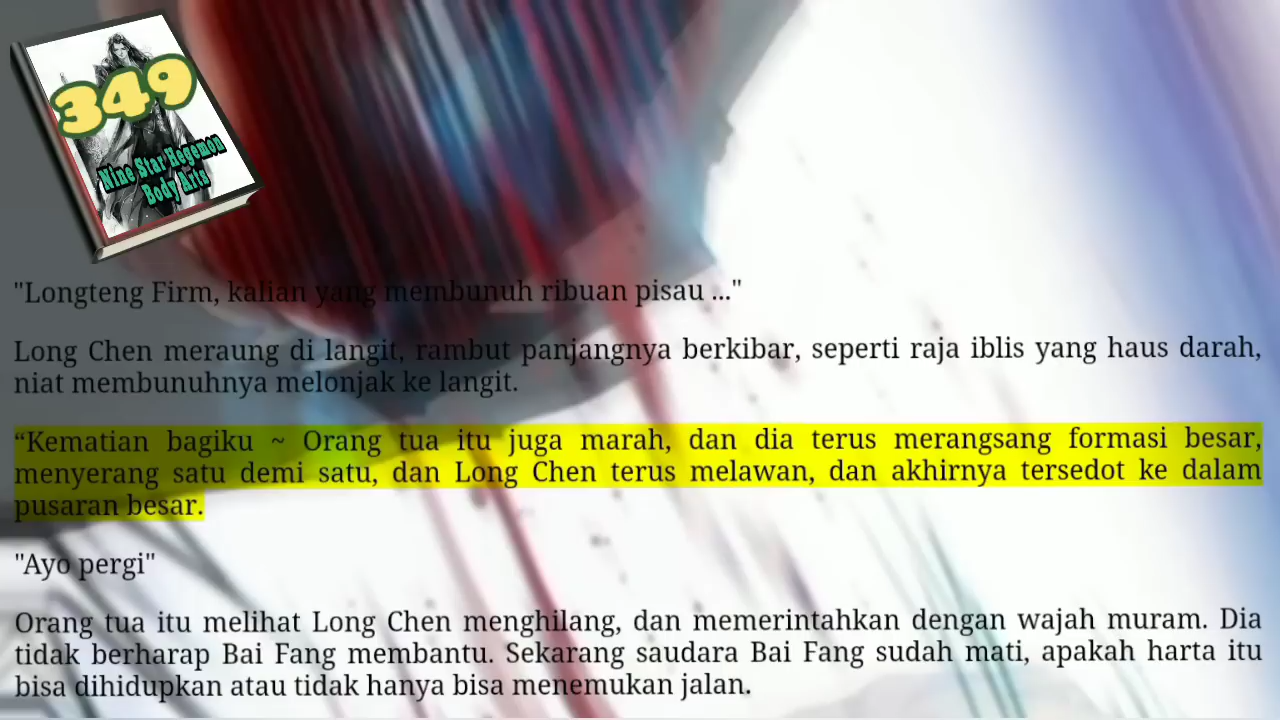 349
Nine Star Hegemon
Body Arts
"Longteng Firm, kalian yang membunuh ribuan pisau ..."
Long Chen meraung di langit, rambut panjangnya berkibar, seperti raja iblis yang haus darah,
niat membunuhnya melonjak ke langit.
“Kematian bagiku ~ Orang tua itu juga marah, dan dia terus merangsang formasi besar,
menyerang satu demi satu, dan Long Chen terus melawan, dan akhirnya tersedot ke dalam
pusaran besar.
"Ayo pergi"
Orang tua itu melihat Long Chen menghilang, dan memerintahkan dengan wajah muram. Dia
tidak berharap Bai Fang membantu. Sekarang saudara Bai Fang sudah mati, apakah harta itu
bisa dihidupkan atau tidak hanya bisa menemukan jalan.